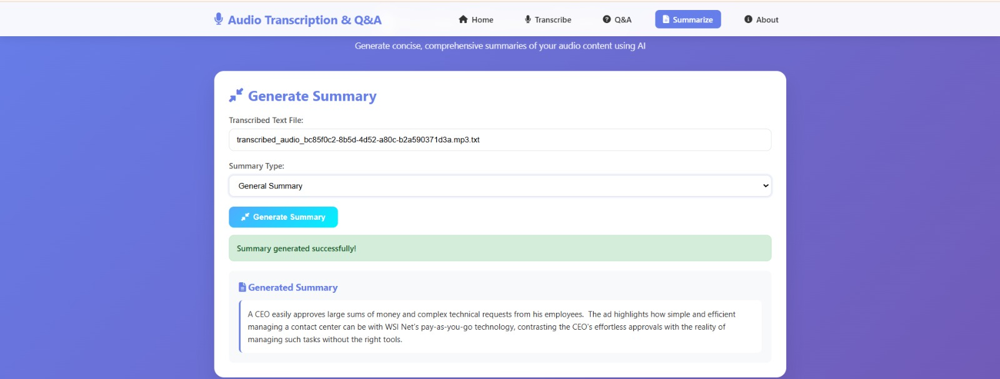 Audio Transcription & Q&A
Home
Transcribe
Q&A
Summarize
About
Generate concise, comprehensive summaries of your audio content using AI
Generate Summary
Transcribed Text File:
transcribed_audio_bc85f0c2-8b5d-4d52-a80c-b2a590371d3a.mp3.txt
Summary Type:
General Summary
Generate Summary
Summary generated successfully!
Generated Summary
A CEO easily approves large sums of money and complex technical requests from his employees. The ad highlights how simple and efficient
managing a contact center can be with WSI Net's pay-as-you-go technology, contrasting the CEO's effortless approvals with the reality of
managing such tasks without the right tools.